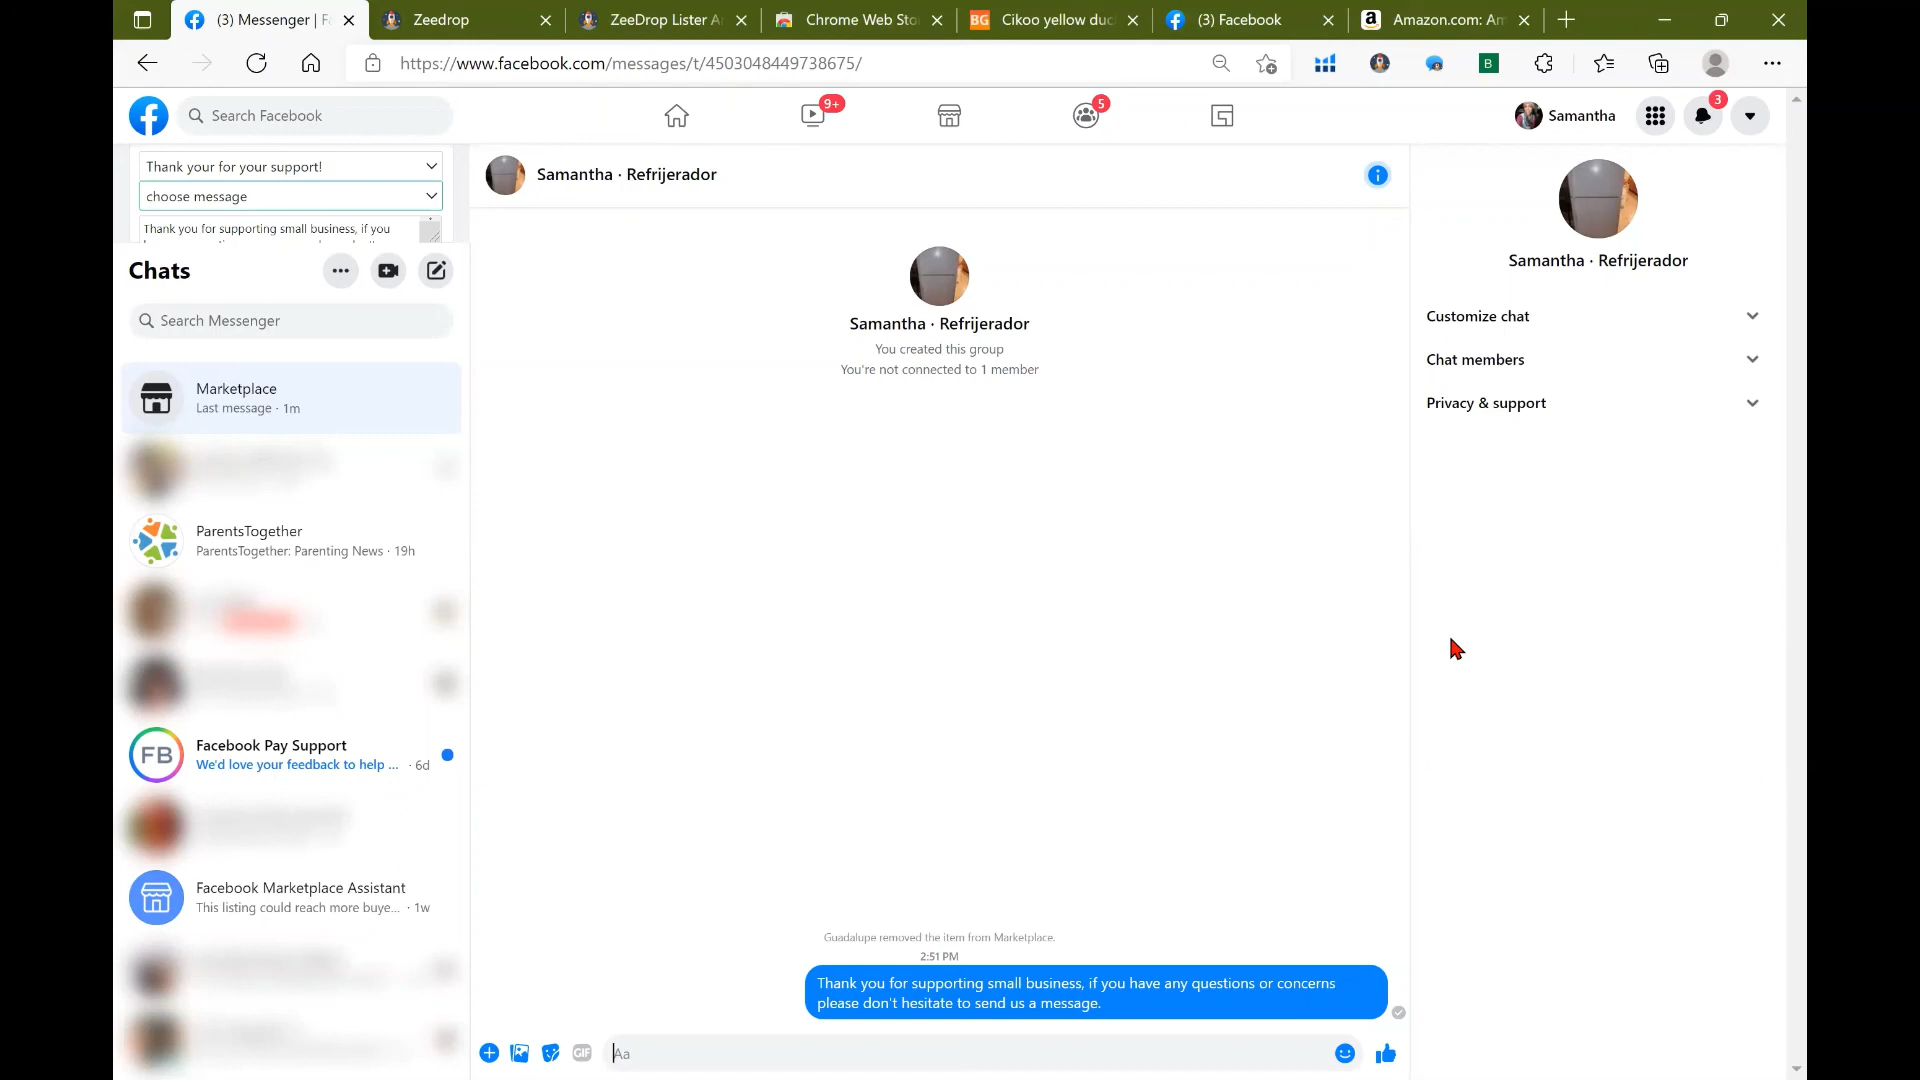 (3) Messenger | F
Zeedrop
ZeeDrop Lister A
Chrome Web Sto
BG
Cikoo yellow duc
(3) Facebook
a
Amazon.com: Am
https://www.facebook.com/messages/t/4503048449738675/
B
Search Facebook
9+
5
Samantha
3
Thank your for your support!
choose message
Thank you for supporting small business, if you
Chats
Search Messenger
Marketplace
Last message · 1m
ParentsTogether
ParentsTogether: Parenting News · 19h
FB
Facebook Pay Support
We'd love your feedback to help ... · 6d
Facebook Marketplace Assistant
This listing could reach more buye... · 1w
Samantha · Refrijerador
Samantha · Refrijerador
You created this group
You're not connected to 1 member
Guadalupe removed the item from Marketplace.
2:51 PM
Thank you for supporting small business, if you have any questions or concerns
please don't hesitate to send us a message.
GIF
Aa
Samantha · Refrijerador
Customize chat
Chat members
Privacy & support